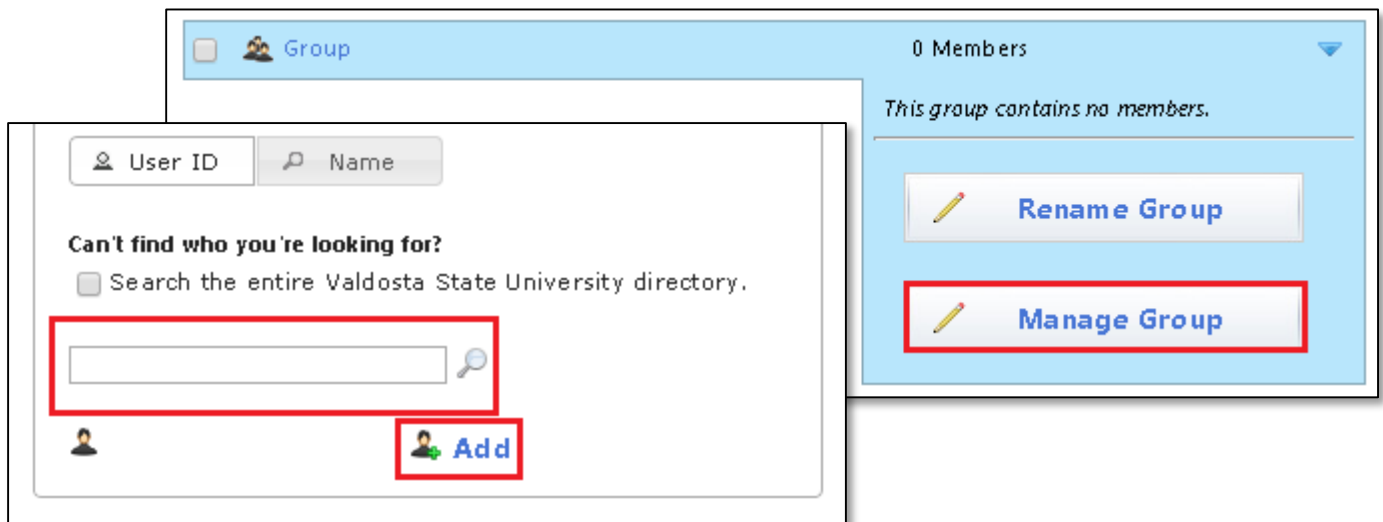 Group 0 Members
This group contains no members.
Rename Group
Manage Group
User ID Name
Can't find who you're looking for?
Search the entire Valdosta State University directory.
Add